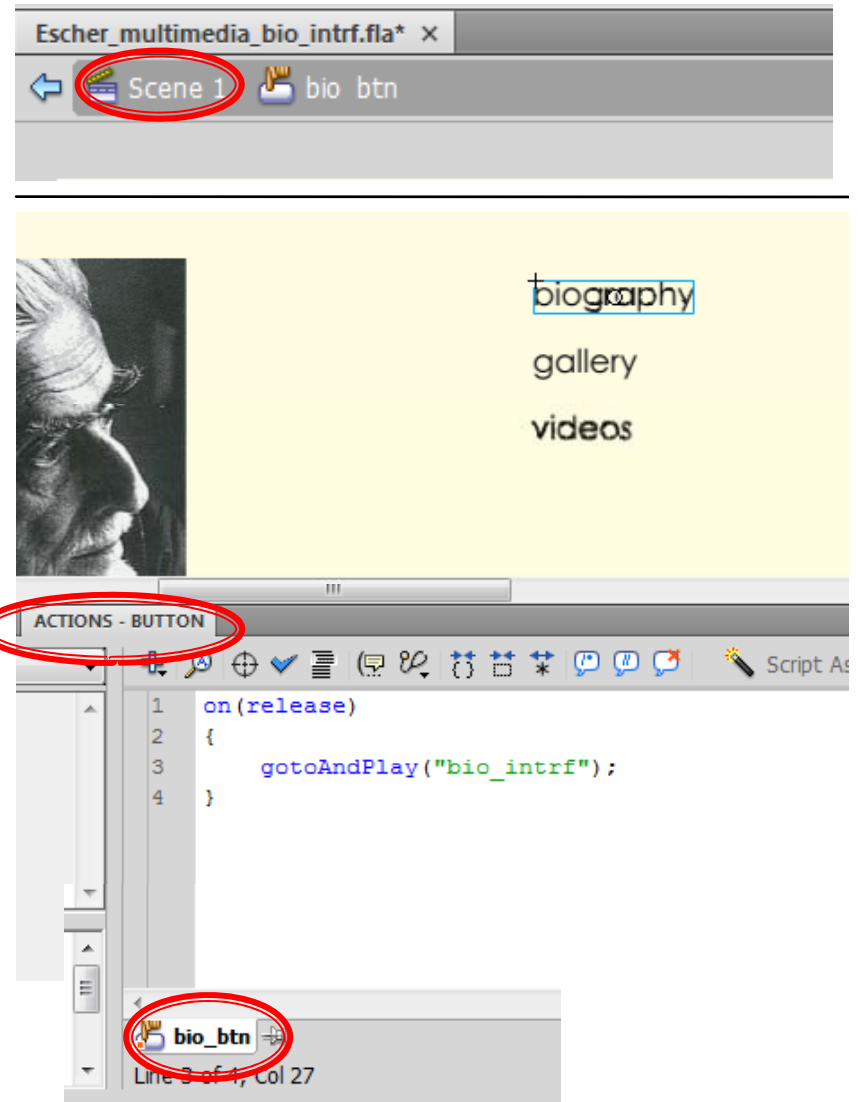 Escher_multimedia_bio_intrf.fla* ×
Scene 1 bio btn
biography
gallery
videos
ACTIONS - BUTTON
Script As
1 on(release)
2 {
3 gotoAndPlay("bio_intrf");
4 }
bio_btn
Line 3 of 4, Col 27